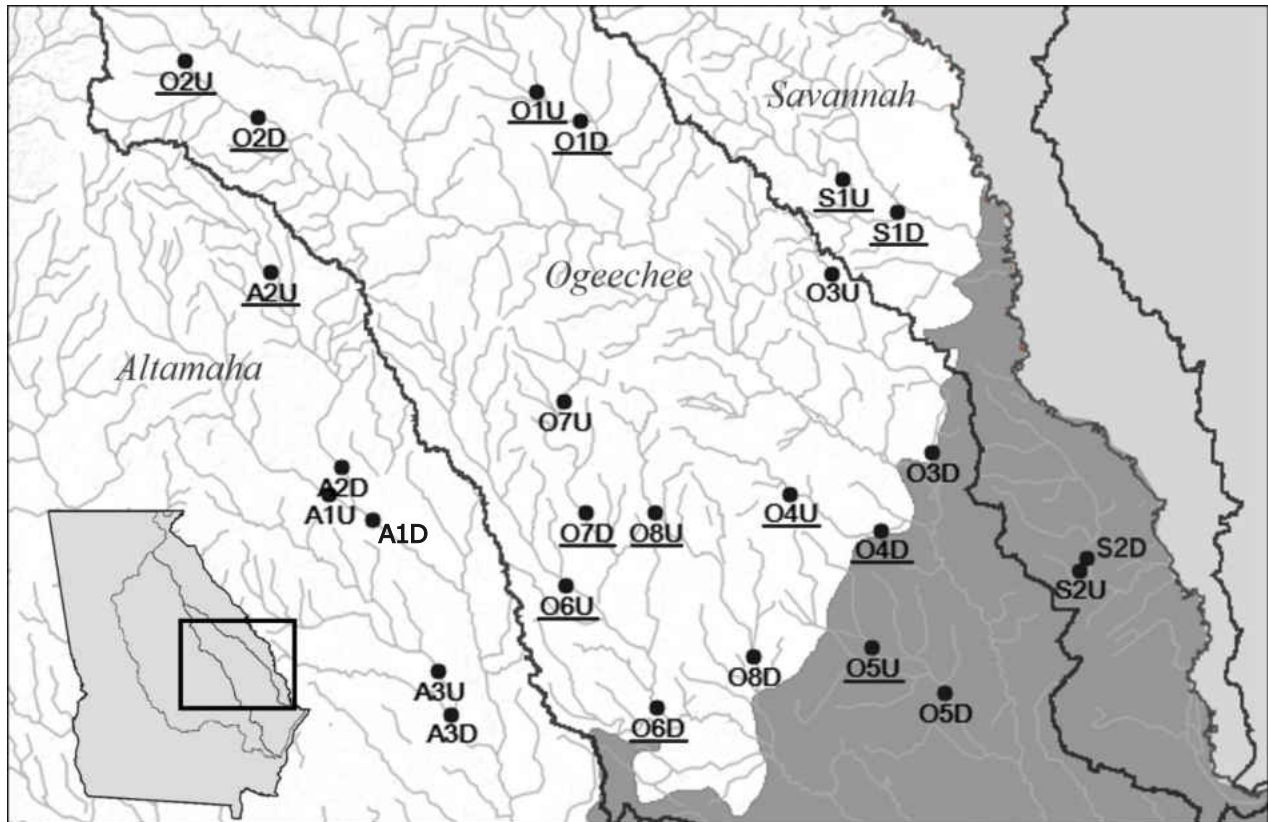 O2U
O2D
O1U
O1D
Savannah
S1U
S1D
Ogeechee
O3U
A2U
Altamaha
O7U
A2D
A1U
A1D
O3D
O7D
O8U
O4U
O4D
O6U
S2D
S2U
O5U
O8D
O5D
A3U
A3D
O6D